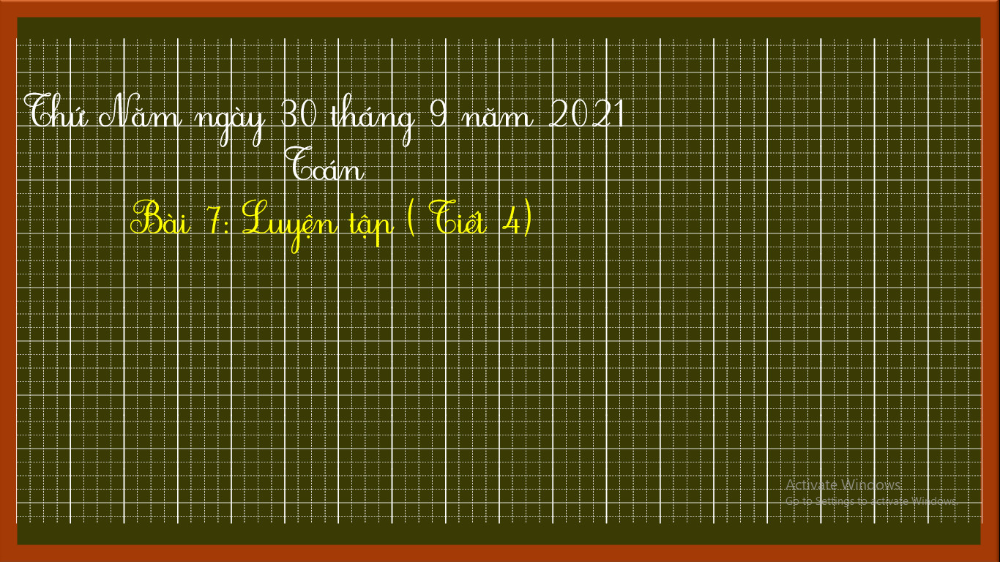 Thứ Năm ngày 30 tháng 9 năm 2021
Toán
Bài 7: Luyện tập ( Tiết 4)
Activate Windows
Go to Settings to activate Windows.